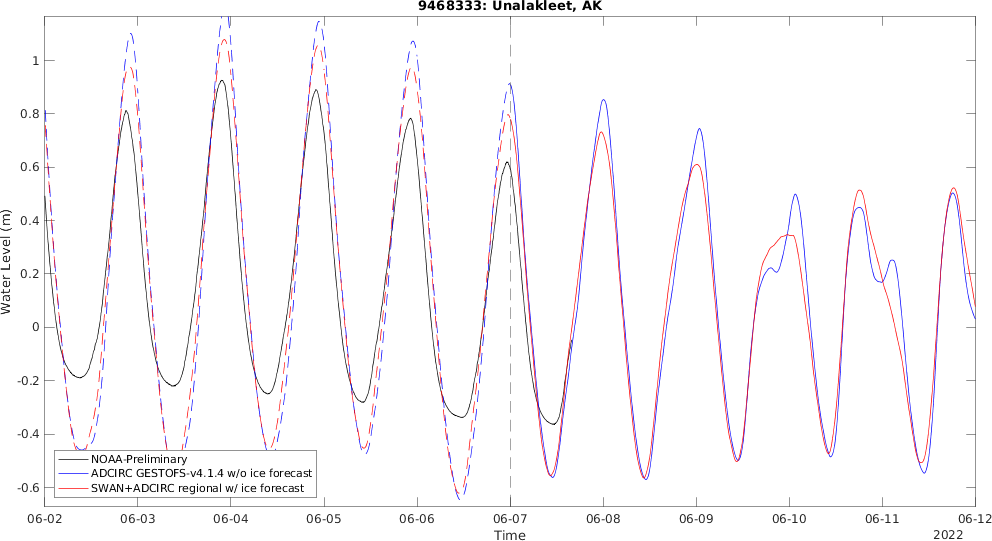 9468333: Unalakleet, AK
Water Level (m)
1
0.8
0.6
0.4
0.2
0
-0.2
-0.4
-0.6
NOAA-Preliminary
ADCIRC GESTOFS-v4.1.4 w/o ice forecast
SWAN+ADCIRC regional w/ ice forecast
06-02 06-03 06-04 06-05 06-06 06-07 06-08 06-09 06-10 06-11 06-12
Time
2022